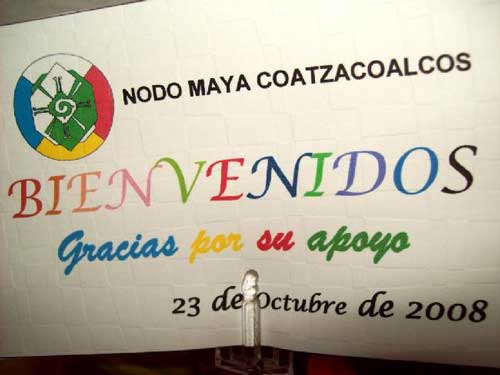 NODO MAYA COATZACOALCOS
BIENVENIDOS
Gracias por su apoyo
23 de Octubre de 2008